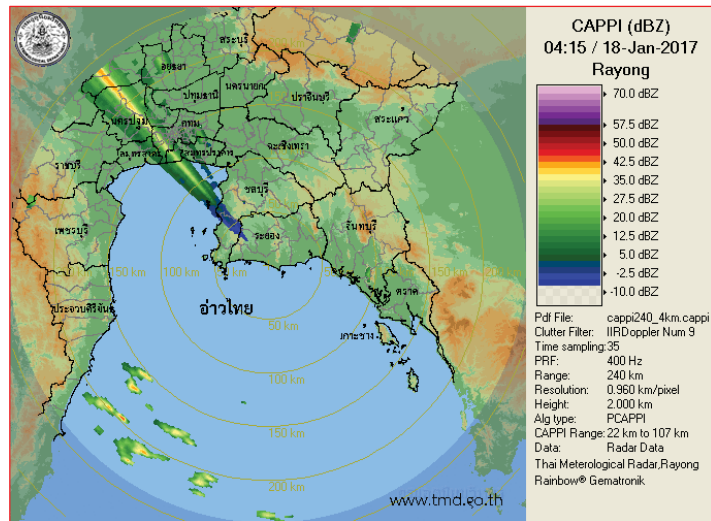 CAPPI (dBZ)
04:15 / 18-Jan-2017
Rayong
70.0 dBZ
57.5 dBZ
50.0 dBZ
42.5 dBZ
35.0 dBZ
27.5 dBZ
20.0 dBZ
12.5 dBZ
5.0 dBZ
-2.5 dBZ
-10.0 dBZ
Pdf File: cappi240_4km.cappi
Clutter Filter: IIRDoppler Num 9
Time sampling:35
PRF: 400 Hz
Range: 240 km
Resolution: 0.960 km/pixel
Height: 2.000 km
Alg type: PCAPPI
CAPPI Range: 22 km to 107 km
Data: Radar Data
Thai Meterological Radar,Rayong
Rainbow® Gematronik
สระบุรี
อยุธยา
ปทุมธานี
นครนายก
ปราจีนบุรี
สระแก้ว
นครปฐม
กทม
ฉะเชิงเทรา
ราชบุรี
ชลบุรี
จันทบุรี
เพชรบุรี
ระยอง
150 km
100 km
ตราด
อ่าวไทย
ประจวบคีรีขันธ์
50 km
เกาะช้าง
100 km
150 km
200 km
www.tmd.go.th